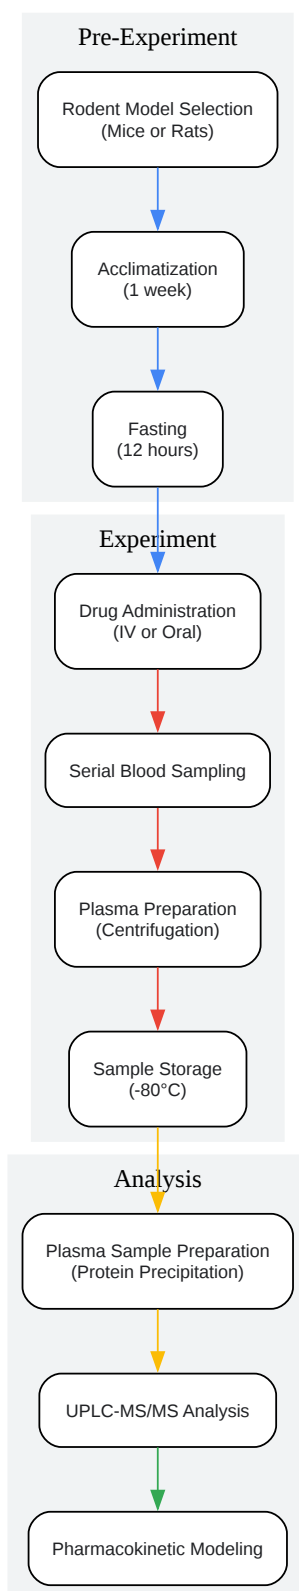 Pre-Experiment
Rodent Model Selection
(Mice or Rats)
Acclimatization
(1 week)
Fasting
(12 hours)
Experiment
Drug Administration
(IV or Oral)
Serial Blood Sampling
Plasma Preparation
(Centrifugation)
Sample Storage
(-80°C)
Analysis
Plasma Sample Preparation
(Protein Precipitation)
UPLC-MS/MS Analysis
Pharmacokinetic Modeling